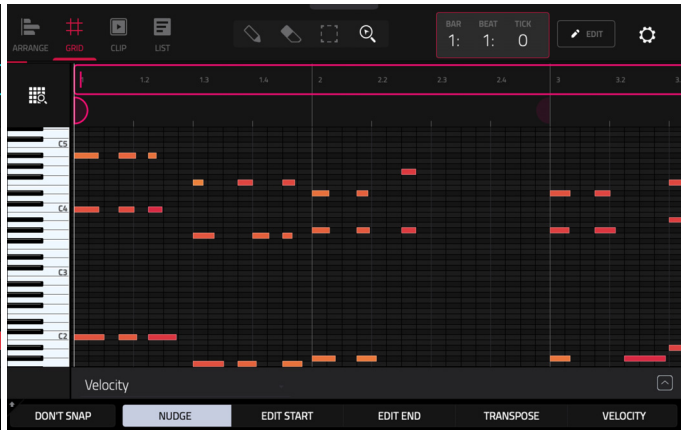 BAR BEAT TICK
1: 1: 0
EDIT
ARRANGE GRID CLIP LIST
1 1.2 1.3 1.4 2 2.2 2.3 2.4 3 3.2 3.
C5
C4
C3
C2
Velocity
DON'T SNAP NUDGE EDIT START EDIT END TRANSPOSE VELOCITY